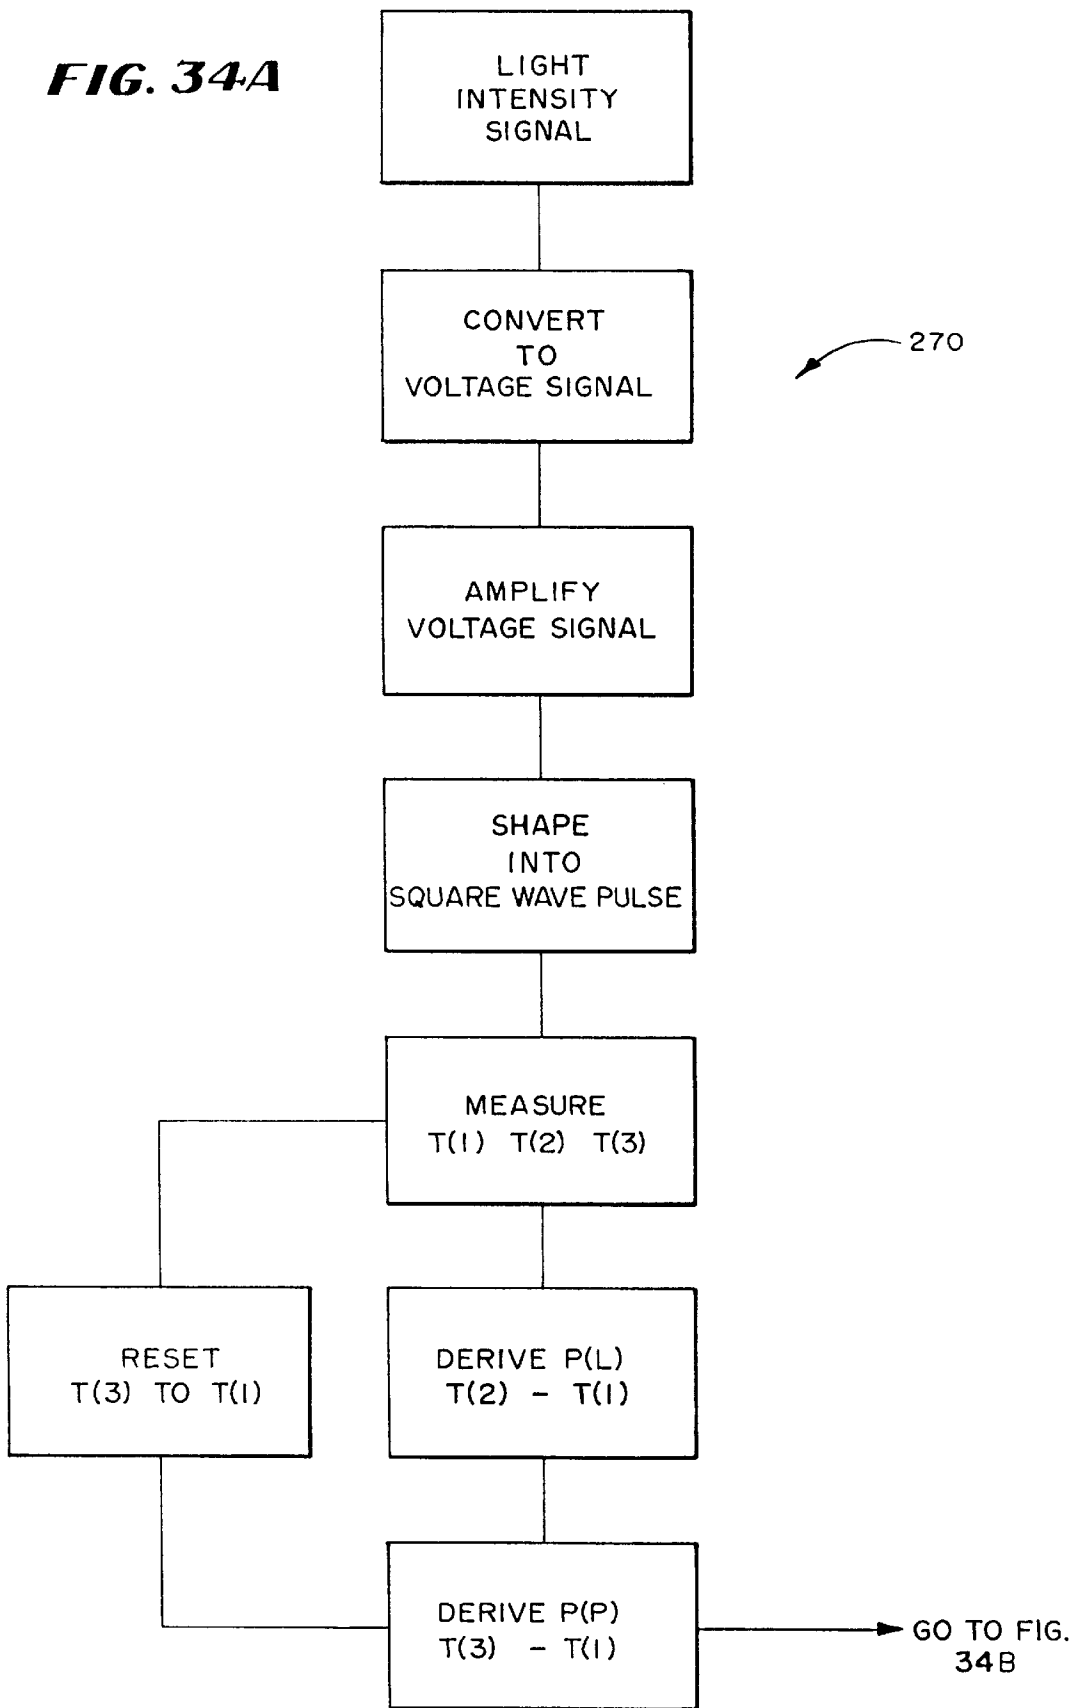 FIG. 34A
LIGHT
INTENSITY
SIGNAL
CONVERT
TO
VOLTAGE SIGNAL
270
AMPLIFY
VOLTAGE SIGNAL
SHAPE
INTO
SQUARE WAVE PULSE
MEASURE
T(1) T(2) T(3)
RESET
T(3) TO T(1)
DERIVE P(L)
T(2) - T(1)
DERIVE P(P)
T(3) - T(1)
GO TO FIG.
34B